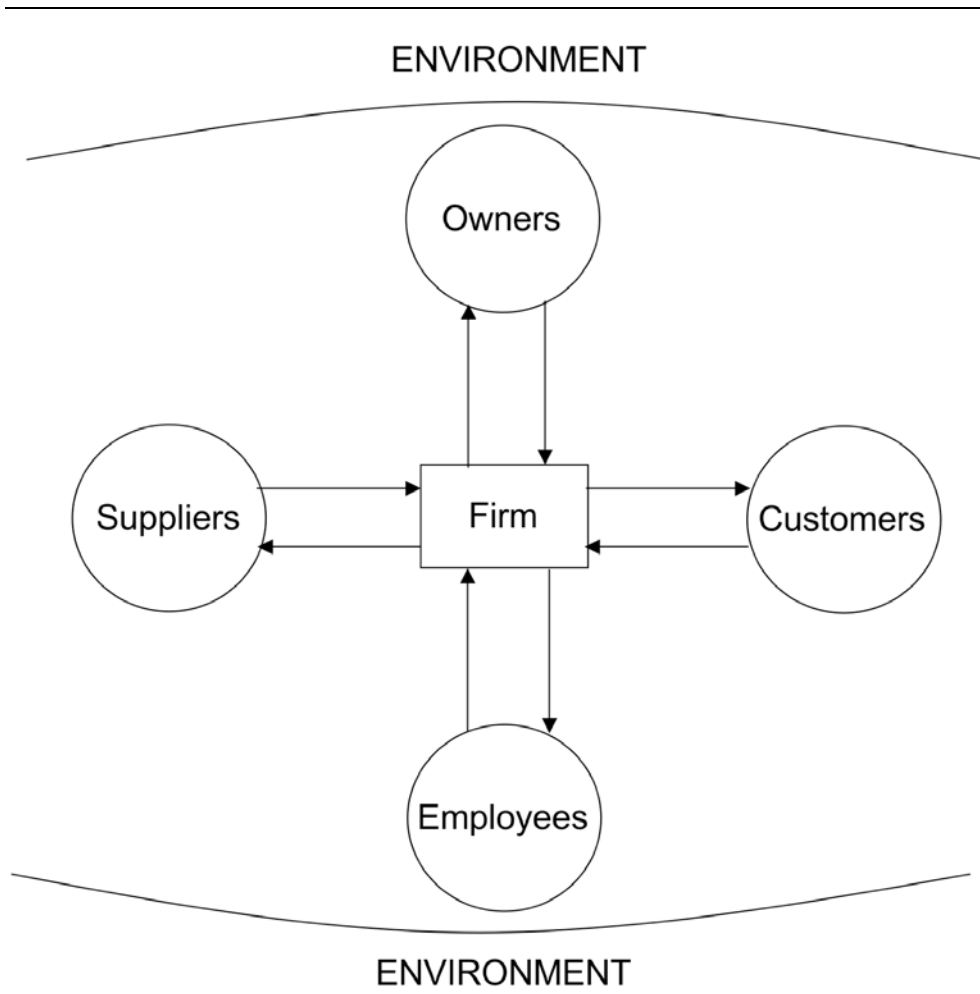 ENVIRONMENT
Owners
Suppliers
Firm
Customers
Employees
ENVIRONMENT